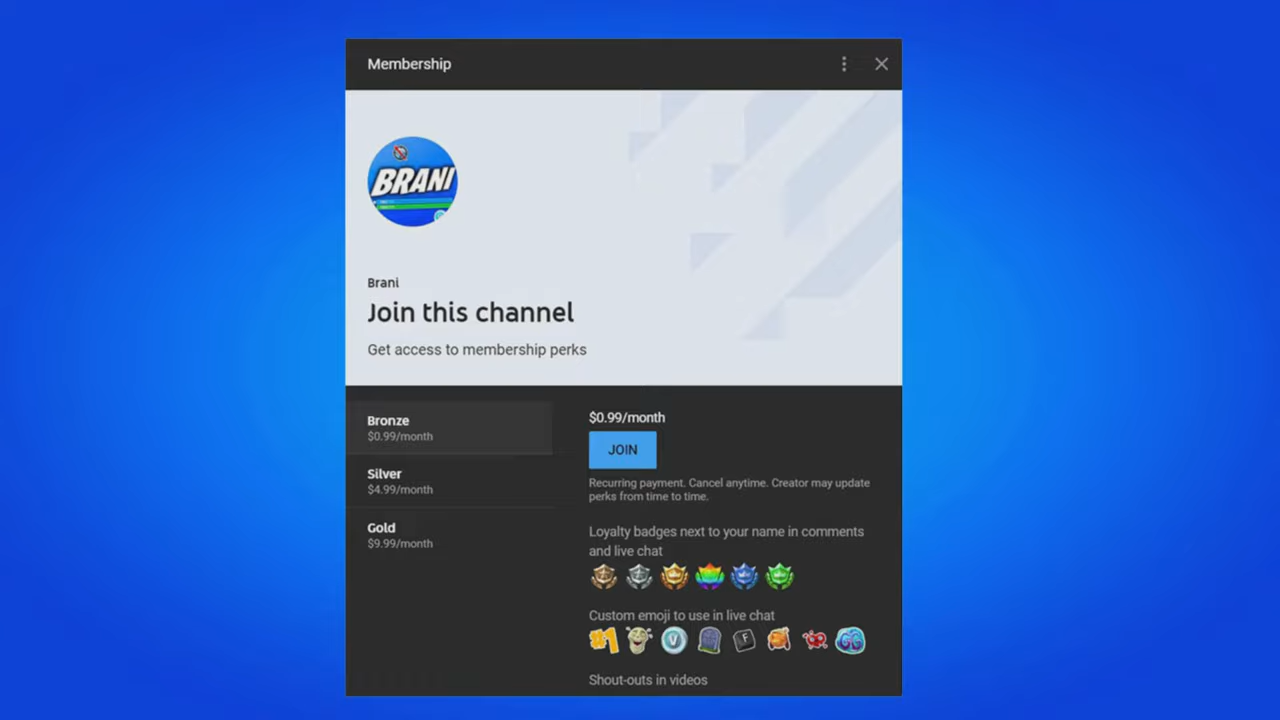 Membership
BRANI
Brani
Join this channel
Get access to membership perks
Bronze
$0.99/month
Silver
$4.99/month
Gold
$9.99/month
$0.99/month
JOIN
Recurring payment. Cancel anytime. Creator may update
perks from time to time.
Loyalty badges next to your name in comments
and live chat
Custom emoji to use in live chat
#1
V
F
GG
Shout-outs in videos